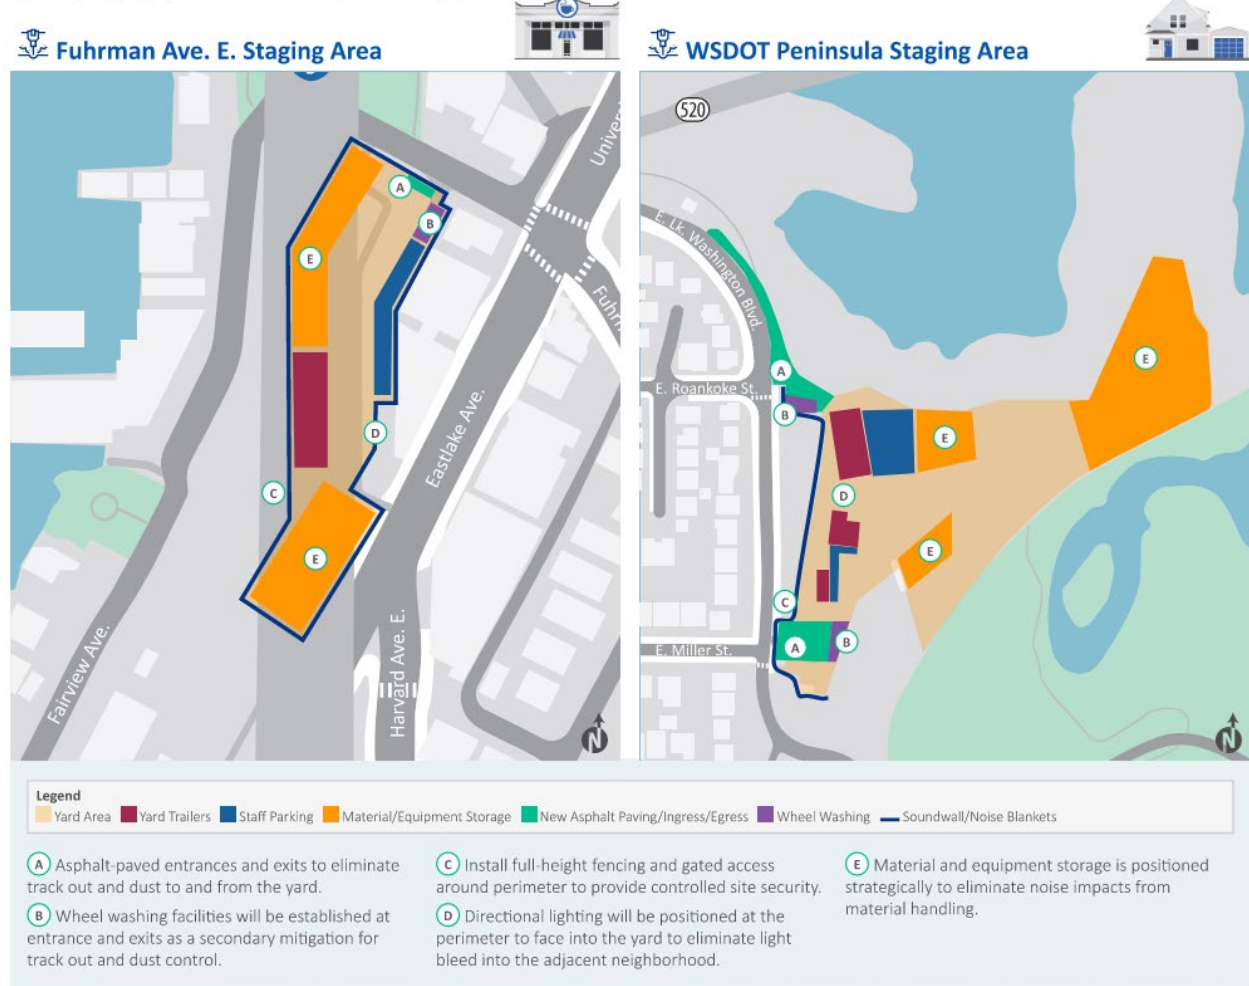 Fuhrman Ave. E. Staging Area
WSDOT Peninsula Staging Area
A
B
E
D
C
E
Fairview Ave.
Eastlake Ave.
Harvard Ave. E.
N
520
E. Lk. Washington Blvd.
E. Roankoke St.
E. Miller St.
A
B
E
E
D
E
C
A
B
N
Legend
Yard Area
Yard Trailers
Staff Parking
Material/Equipment Storage
New Asphalt Paving/Ingress/Egress
Wheel Washing
Soundwall/Noise Blankets
A Asphalt-paved entrances and exits to eliminate
track out and dust to and from the yard.
B Wheel washing facilities will be established at
entrance and exits as a secondary mitigation for
track out and dust control.
C Install full-height fencing and gated access
around perimeter to provide controlled site security.
D Directional lighting will be positioned at the
perimeter to face into the yard to eliminate light
bleed into the adjacent neighborhood.
E Material and equipment storage is positioned
strategically to eliminate noise impacts from
material handling.